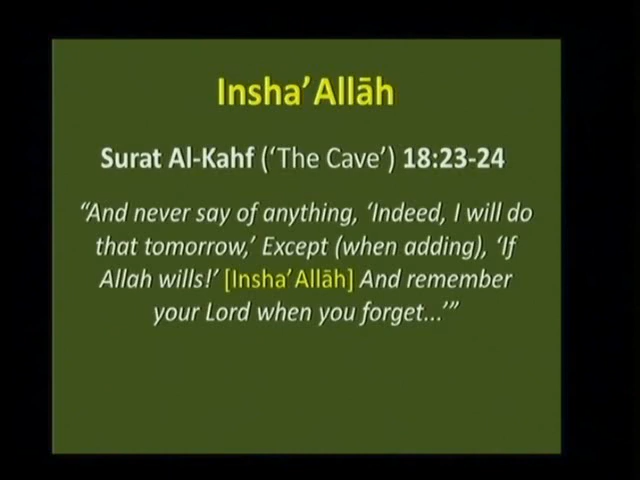 Insha’Allāh
Surat Al-Kahf (‘The Cave’) 18:23-24
“And never say of anything, ‘Indeed, I will do
that tomorrow,’ Except (when adding), ‘If
Allah wills!’ [Insha’Allāh] And remember
your Lord when you forget...’”